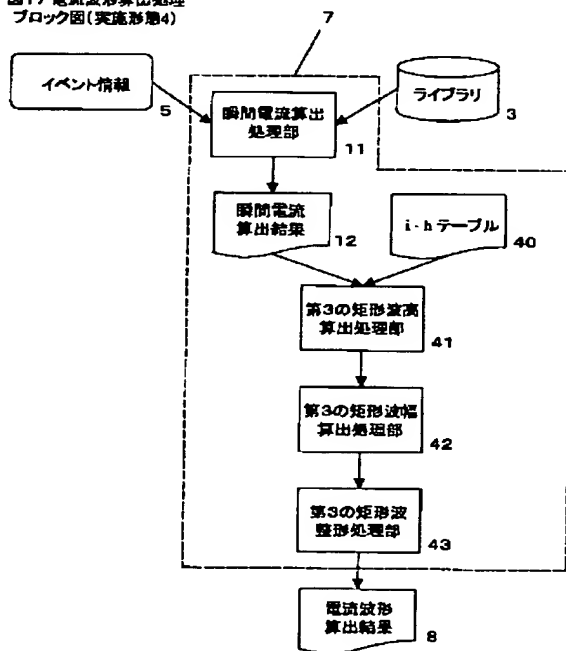 図17 電流波形算出処理
ブロック図(実施形態4)
7
イベント情報
5
ライブラリ
3
瞬間電流算出
処理部
11
瞬間電流
算出結果
12
i-hテーブル
40
第3の矩形波高
算出処理部
41
第3の矩形波幅
算出処理部
42
第3の矩形波
整形処理部
43
電流波形
算出結果
8